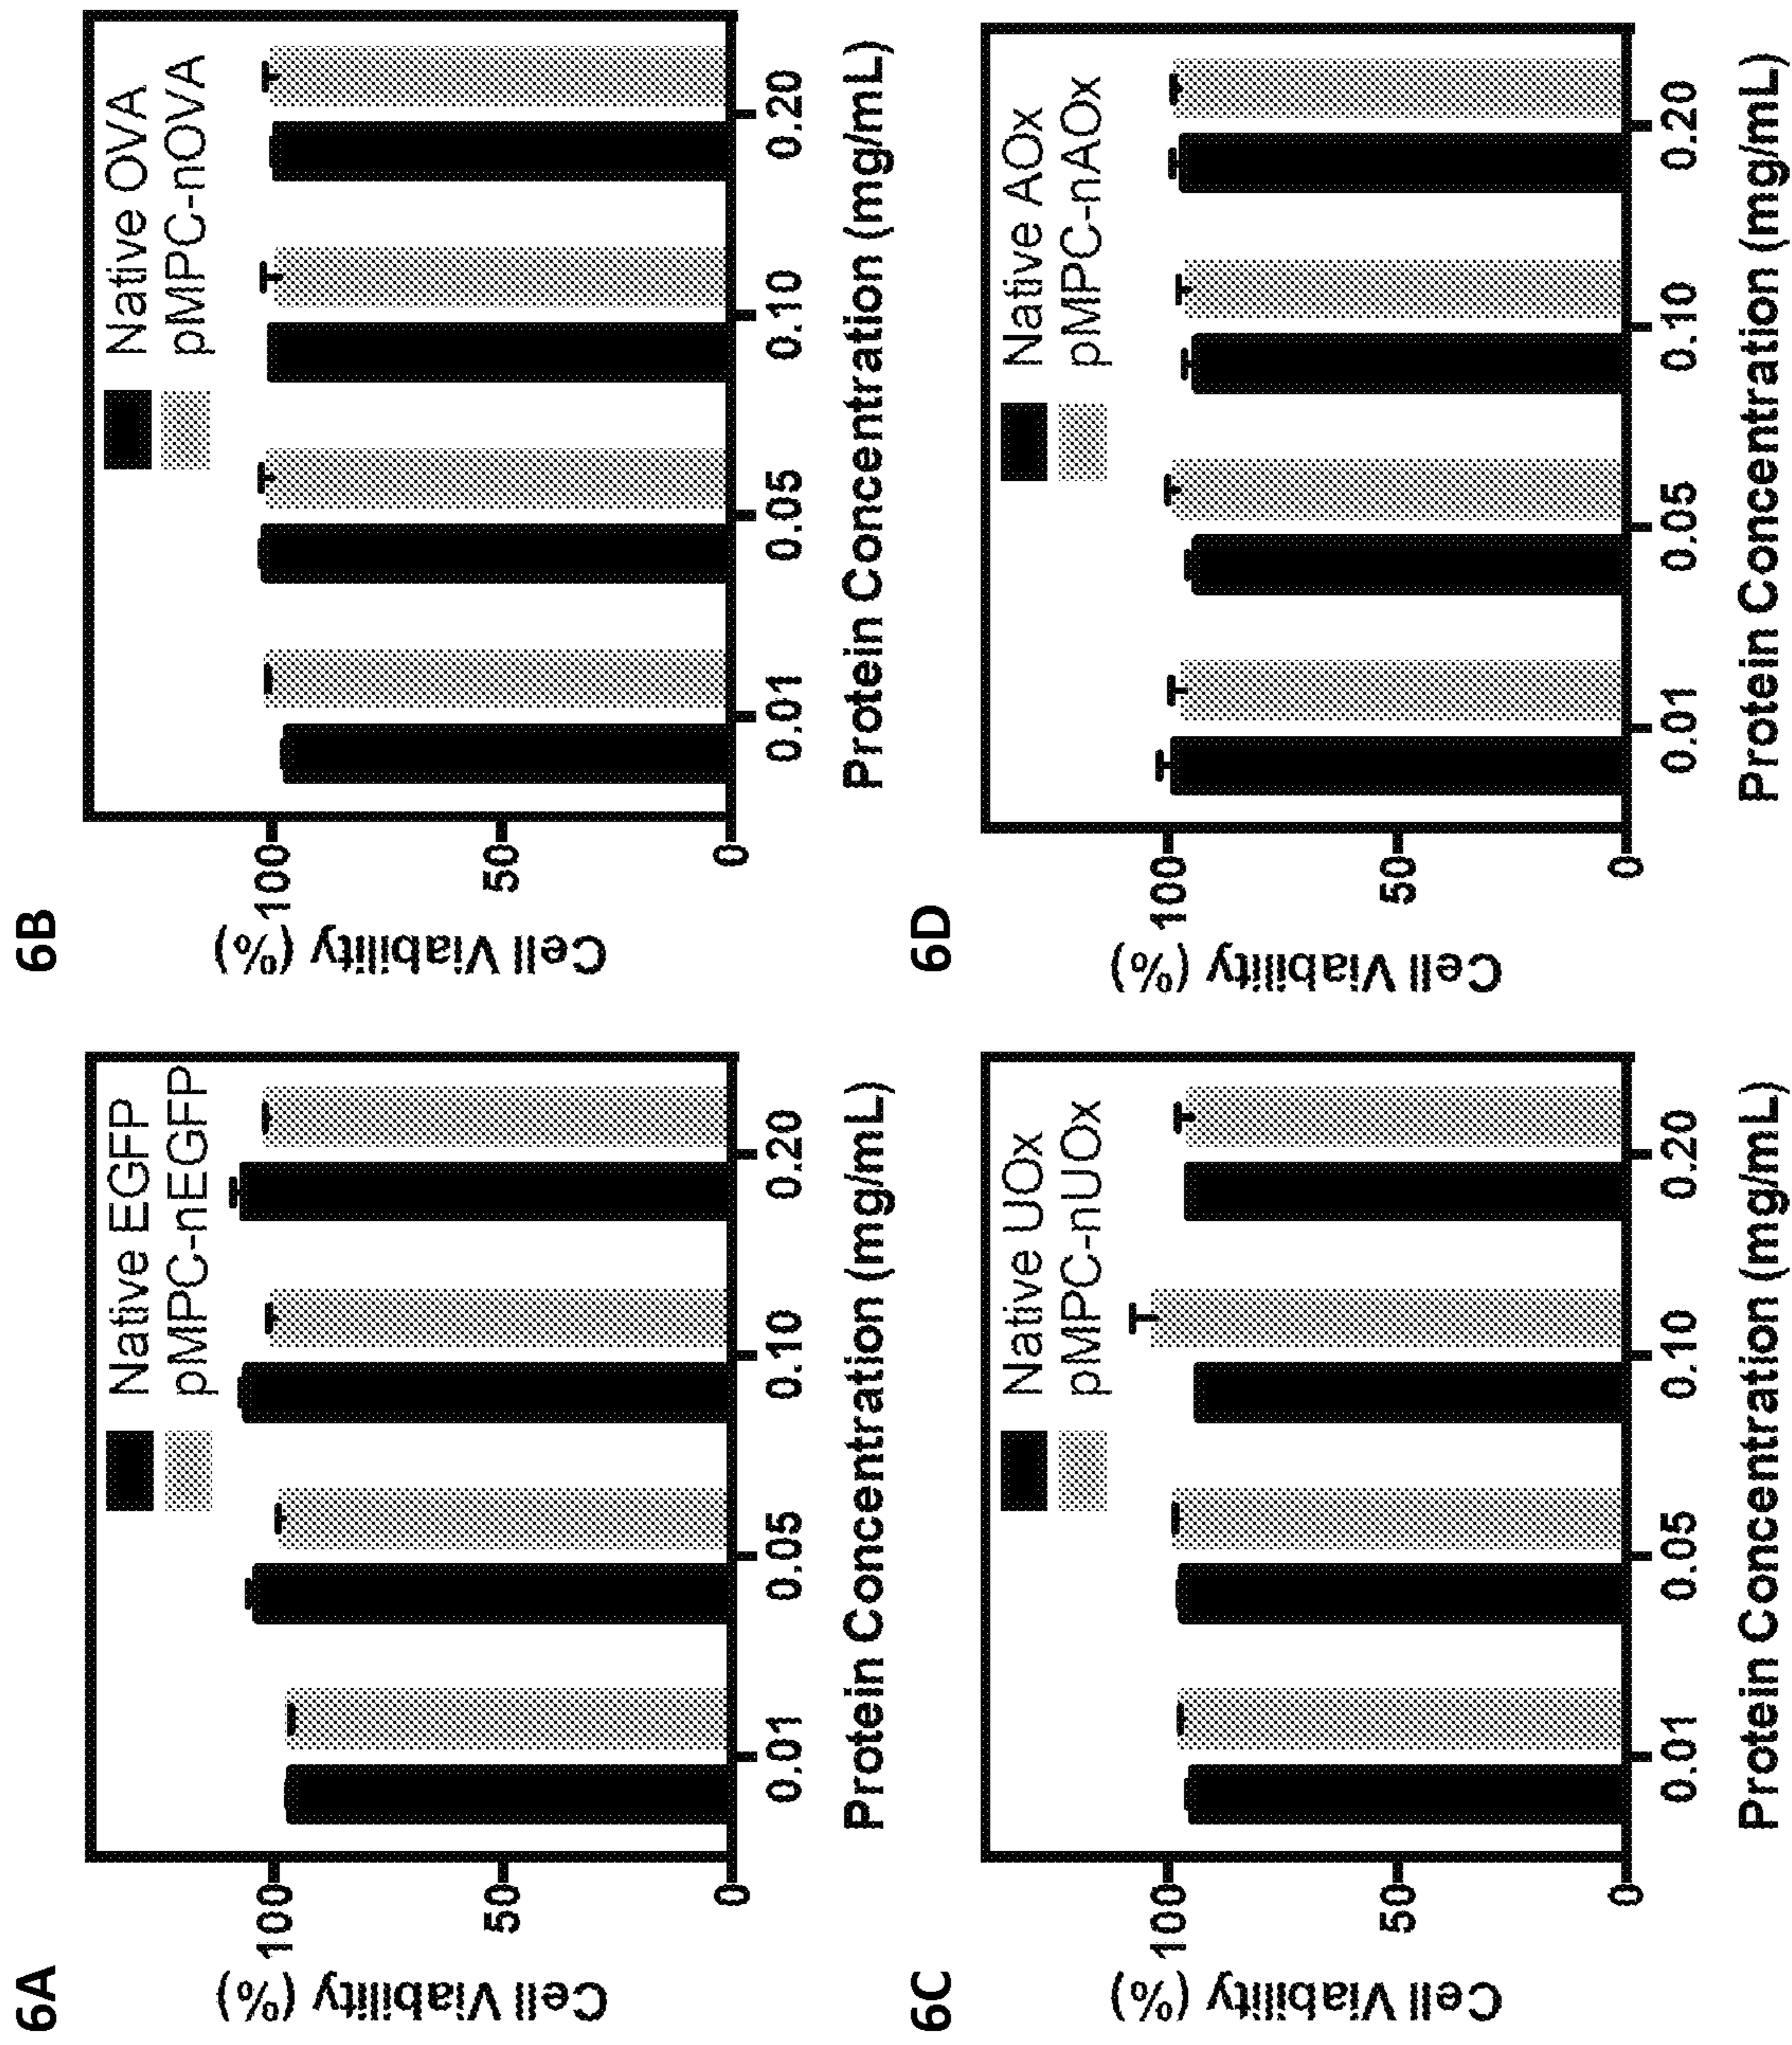 6A
Native EGFP
pMPC-nEGFP
Cell Viability
(%)
100
50
0
0.01
0.05
0.10
0.20
Protein Concentration (mg/mL)
6B
Native OVA
pMPC-nOVA
Cell Viability
(%)
100
50
0
0.01
0.05
0.10
0.20
Protein Concentration (mg/mL)
6C
Native UOx
pMPC-nUOx
Cell Viability
(%)
100
50
0
0.01
0.05
0.10
0.20
Protein Concentration (mg/mL)
6D
Native AOx
pMPC-nAOx
Cell Viability
(%)
100
50
0
0.01
0.05
0.10
0.20
Protein Concentration (mg/mL)